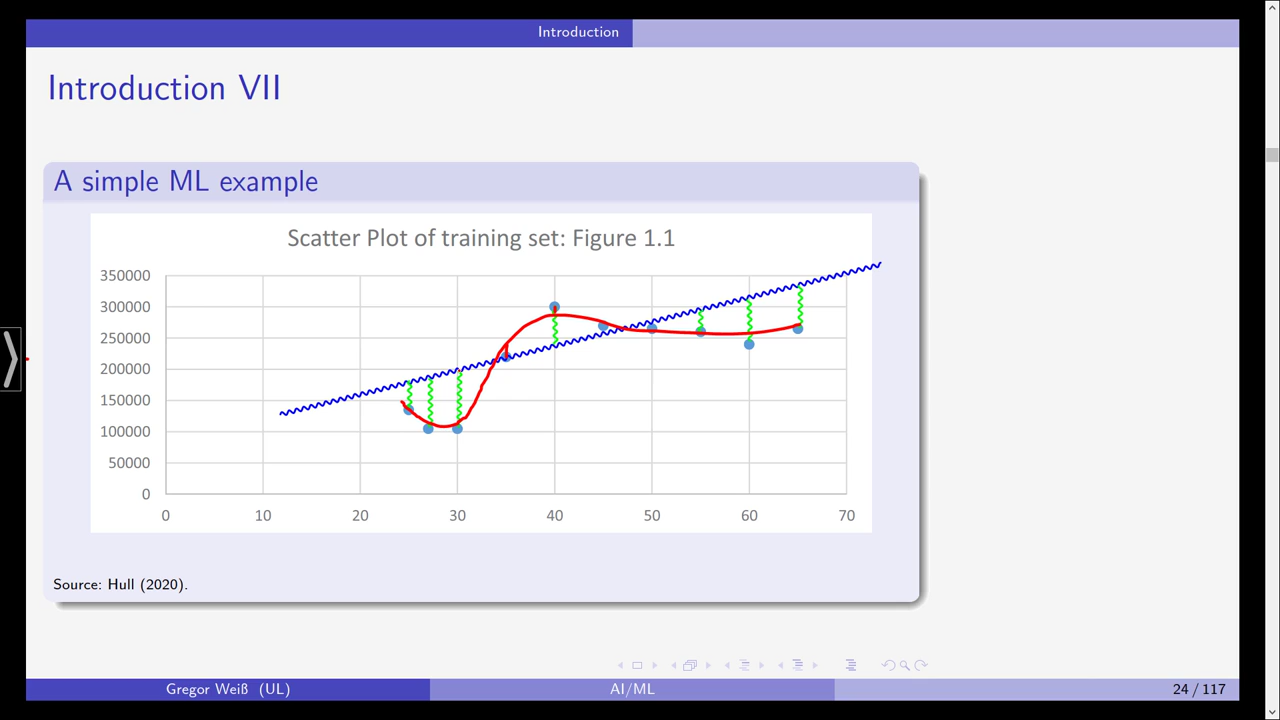 Introduction
Introduction VII
A simple ML example
Scatter Plot of training set: Figure 1.1
350000
300000
250000
200000
150000
100000
50000
0
0 10 20 30 40 50 60 70
Source: Hull (2020).
Gregor Weiß (UL) AI/ML 24 / 117